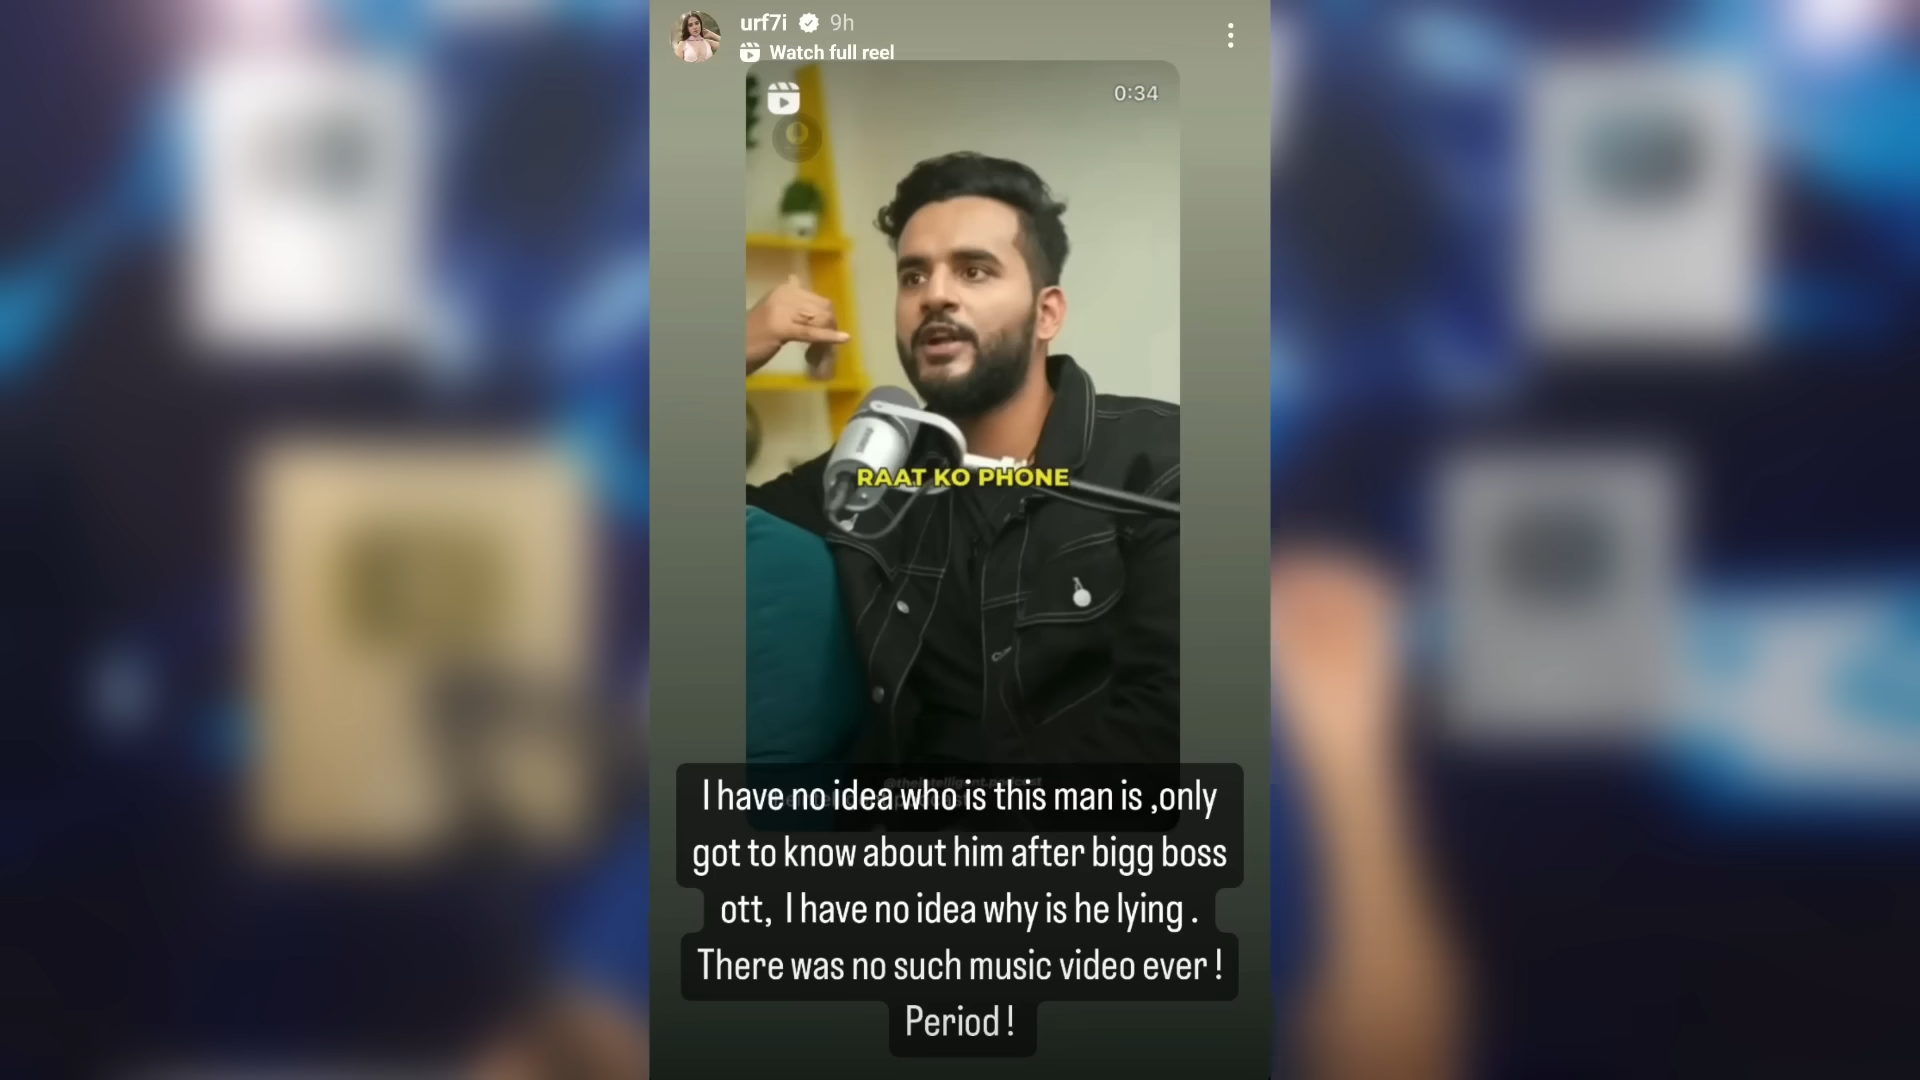 urf7i 9h
Watch full reel
0:34
RAAT KO PHONE
I have no idea who is this man is ,only
got to know about him after bigg boss
ott, I have no idea why is he lying .
There was no such music video ever !
Period !